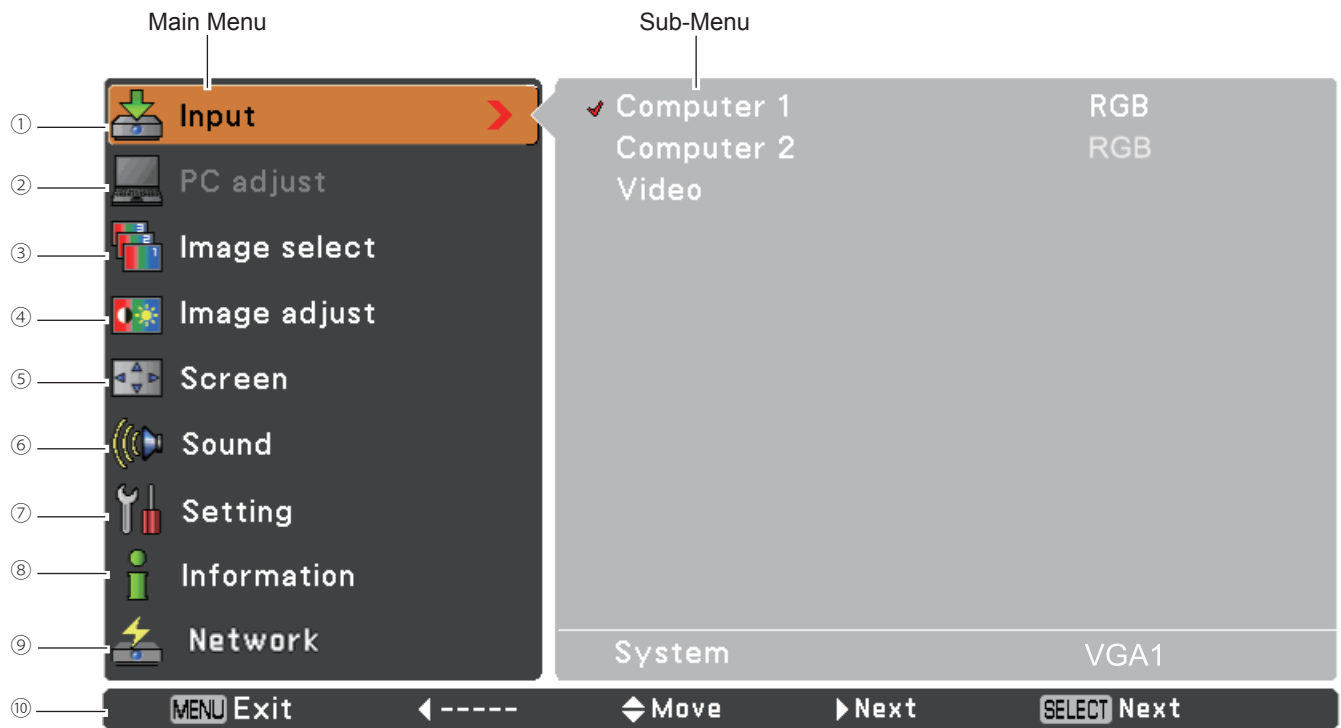 Main Menu Sub-Menu
① Input Computer 1 RGB
Computer 2 RGB
② PC adjust Video
③ Image select
④ Image adjust
⑤ Screen
⑥ Sound
⑦ Setting
⑧ Information
⑨ Network System VGA1
⑩ MENU Exit ----- Move Next SELECT Next